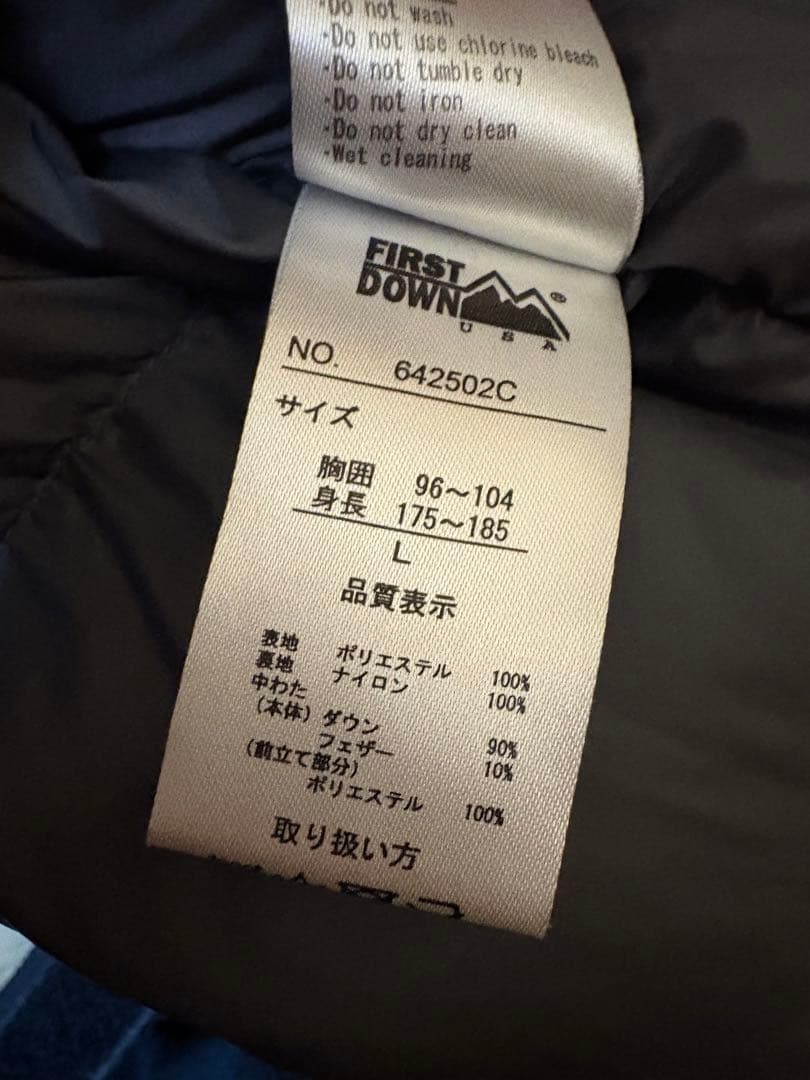 ·Do not wash
·Do not use chlorine bleach
·Do not tumble dry
·Do not iron
·Do not dry clean
·Wet cleaning
FIRST
DOWN ®
USA
NO. 642502C
サイズ
胸囲 96〜104
身長 175〜185
L
品質表示
表地 ポリエステル 100%
裏地 ナイロン 100%
中わた
(本体) ダウン 90%
フェザー 10%
(前立て部分)
ポリエステル 100%
取り扱い方